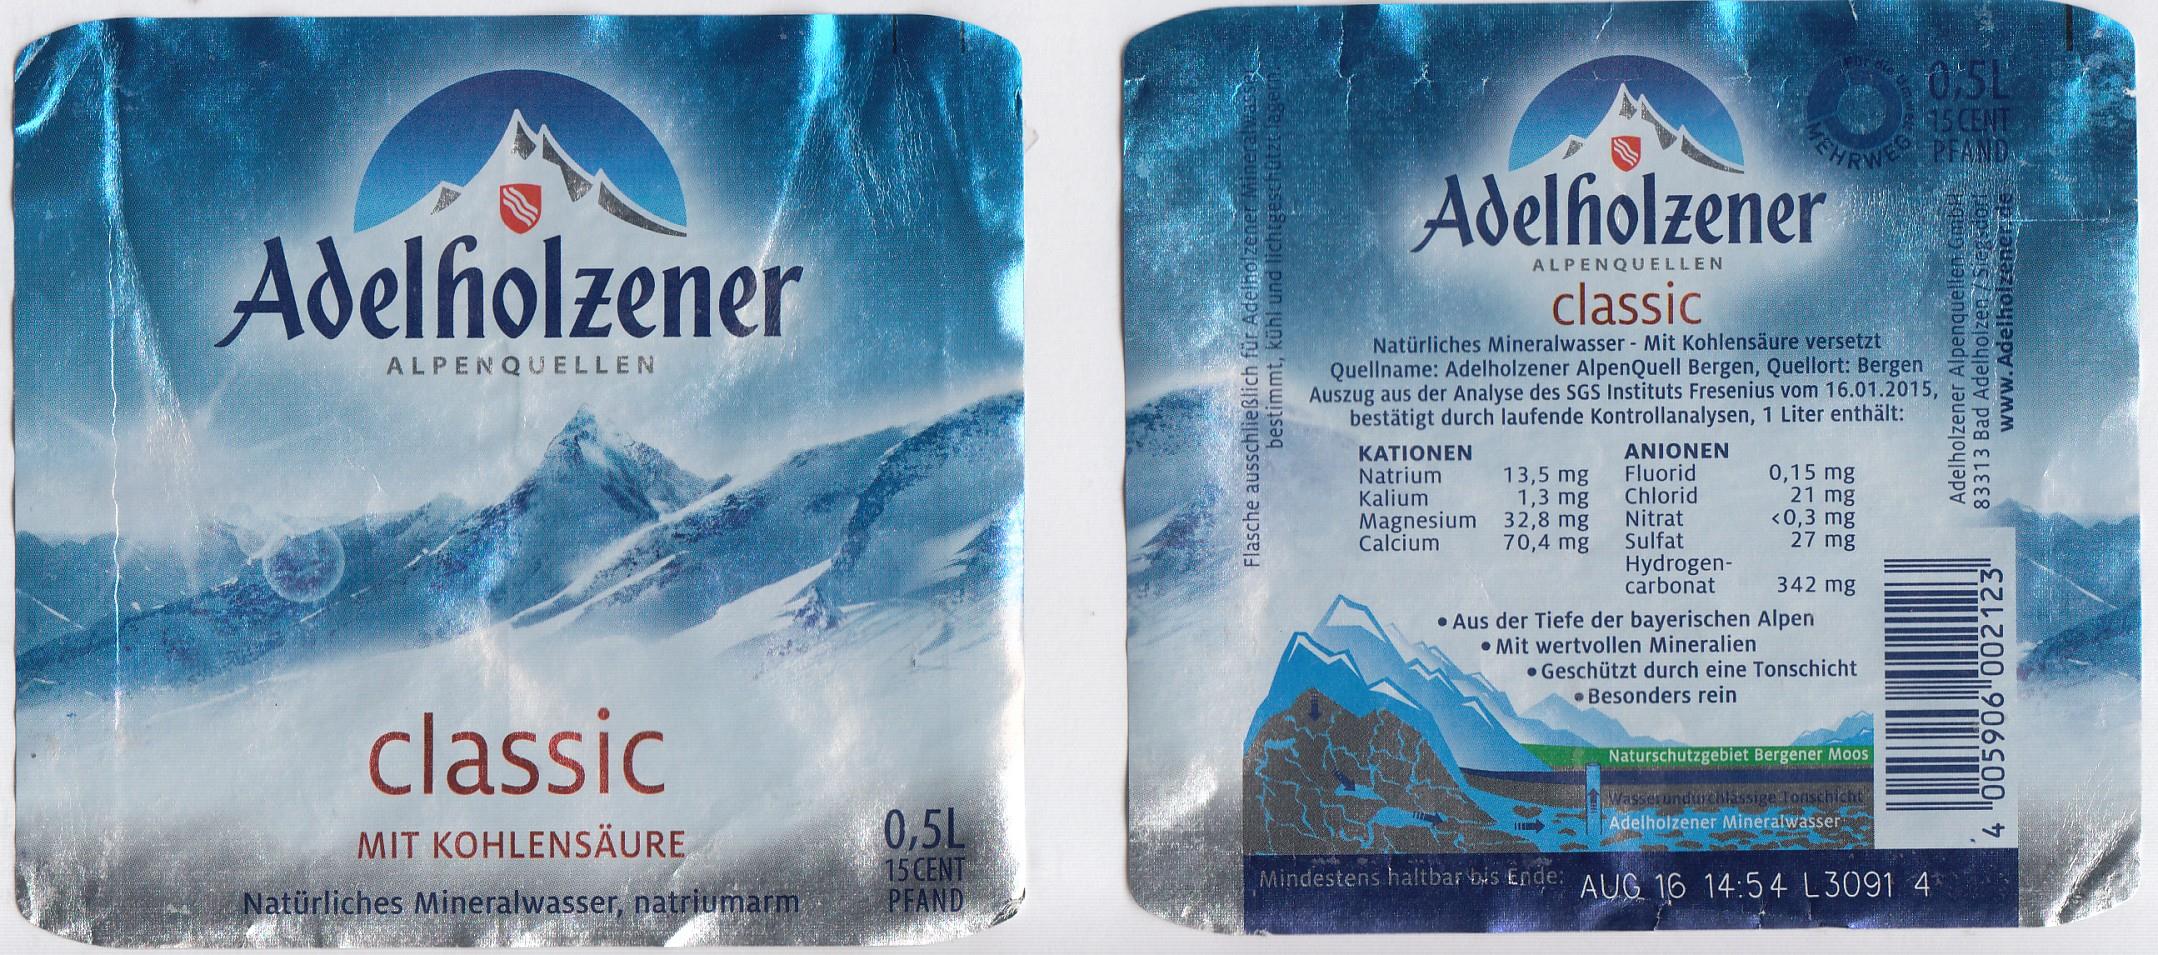 Adelholzener
ALPENQUELLEN
classic
MIT KOHLENSÄURE
Natürliches Mineralwasser, natriumarm
0,5L
15 CENT
PFAND
Flasche ausschließlich für Adelholzener Mineralwasser
bestimmt, kühl und lichtgeschützt lagern.
Adelholzener
ALPENQUELLEN
classic
Für die Umwelt
MEHRWEG
0,5L
15 CENT
PFAND
Natürliches Mineralwasser - Mit Kohlensäure versetzt
Quellname: Adelholzener AlpenQuell Bergen, Quellort: Bergen
Auszug aus der Analyse des SGS Instituts Fresenius vom 16.01.2015,
bestätigt durch laufende Kontrollanalysen, 1 Liter enthält:
KATIONEN
Natrium 13,5 mg
Kalium 1,3 mg
Magnesium 32,8 mg
Calcium 70,4 mg
ANIONEN
Fluorid 0,15 mg
Chlorid 21 mg
Nitrat <0,3 mg
Sulfat 27 mg
Hydrogen-
carbonat 342 mg
Adelholzener Alpenquellen GmbH
83313 Bad Adelholzen / Siegsdorf
www.Adelholzener.de
• Aus der Tiefe der bayerischen Alpen
• Mit wertvollen Mineralien
• Geschützt durch eine Tonschicht
• Besonders rein
Naturschutzgebiet Bergener Moos
Wasserundurchlässige Tonschicht
Adelholzener Mineralwasser
4 005906 002123
Mindestens haltbar bis Ende: AUG 16 14:54 L3091 4